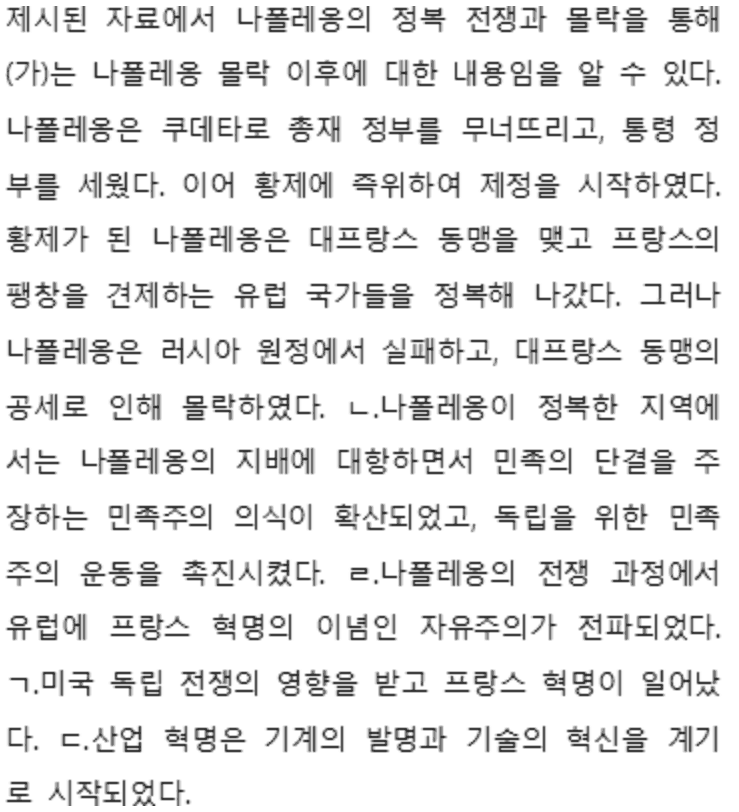 제시된 자료에서 나폴레옹의 정복 전쟁과 몰락을 통해
(가)는 나폴레옹 몰락 이후에 대한 내용임을 알 수 있다.
나폴레옹은 쿠데타로 총재 정부를 무너뜨리고, 통령 정
부를 세웠다. 이어 황제에 즉위하여 제정을 시작하였다.
황제가 된 나폴레옹은 대프랑스 동맹을 맺고 프랑스의
팽창을 견제하는 유럽 국가들을 정복해 나갔다. 그러나
나폴레옹은 러시아 원정에서 실패하고, 대프랑스 동맹의
공세로 인해 몰락하였다. ㄴ.나폴레옹이 정복한 지역에
서는 나폴레옹의 지배에 대항하면서 민족의 단결을 주
장하는 민족주의 의식이 확산되었고, 독립을 위한 민족
주의 운동을 촉진시켰다. ㄹ.나폴레옹의 전쟁 과정에서
유럽에 프랑스 혁명의 이념인 자유주의가 전파되었다.
ㄱ.미국 독립 전쟁의 영향을 받고 프랑스 혁명이 일어났
다. ㄷ.산업 혁명은 기계의 발명과 기술의 혁신을 계기
로 시작되었다.